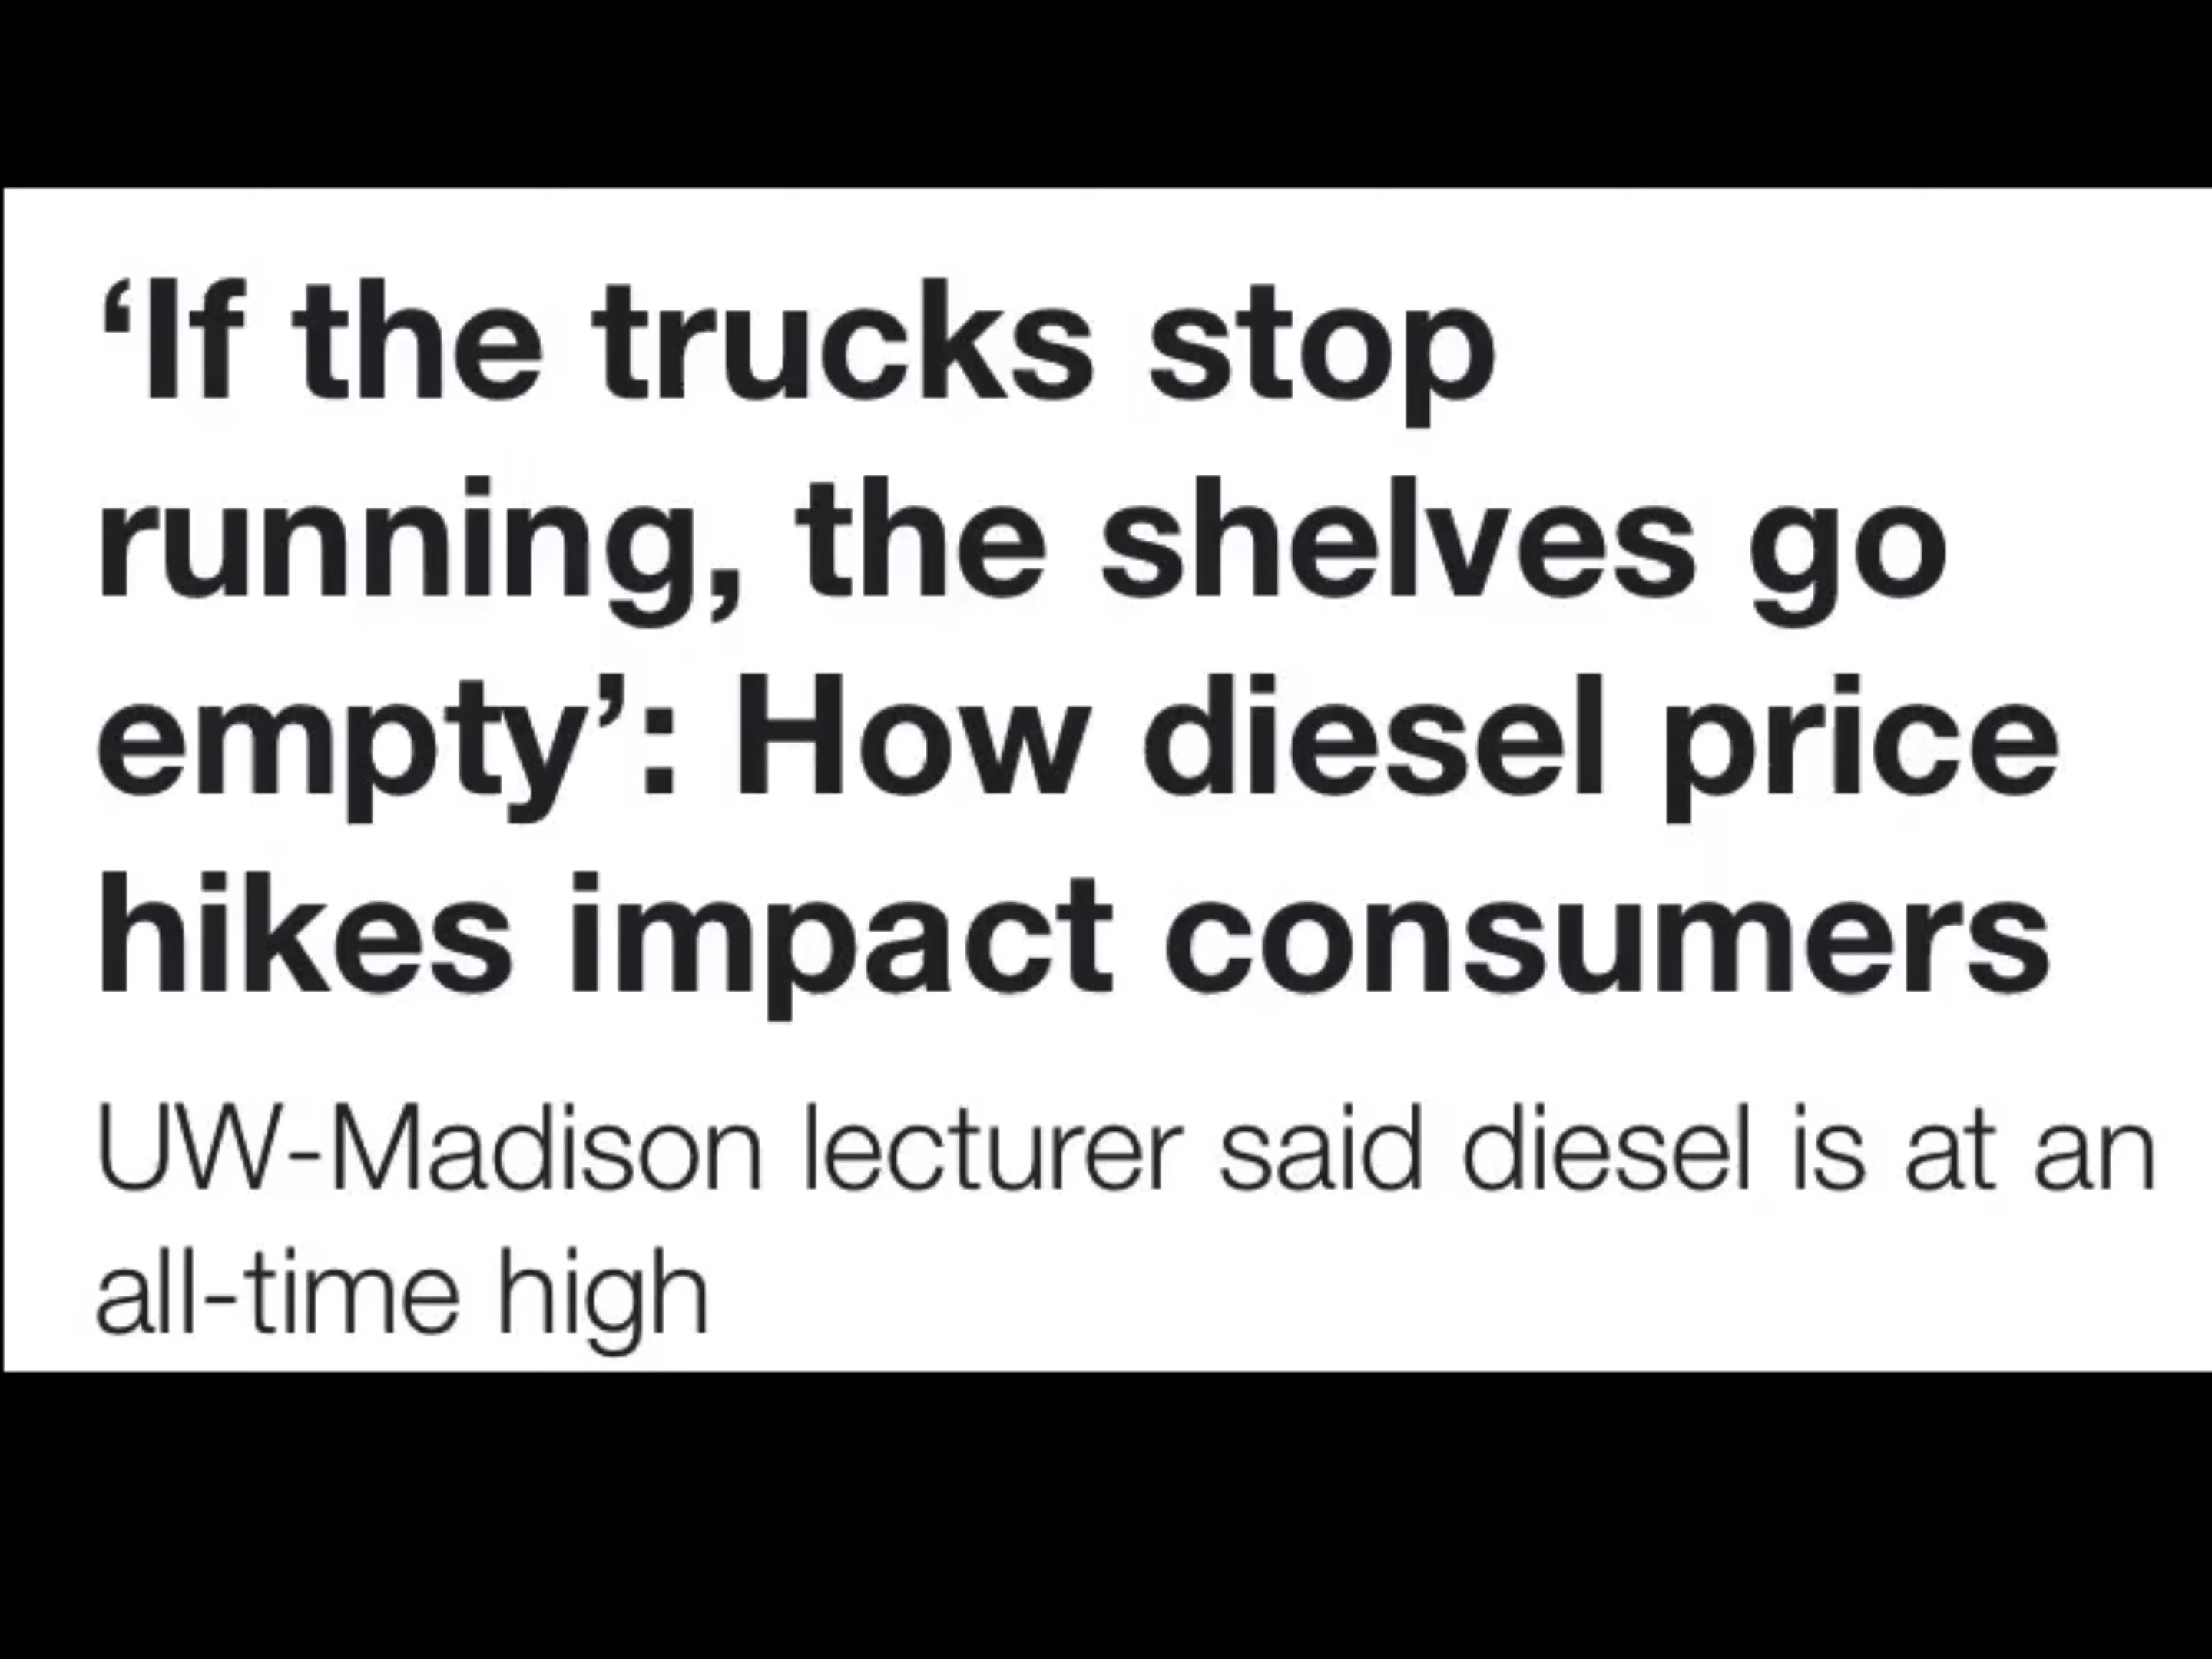 ‘If the trucks stop
running, the shelves go
empty’: How diesel price
hikes impact consumers
UW-Madison lecturer said diesel is at an
all-time high